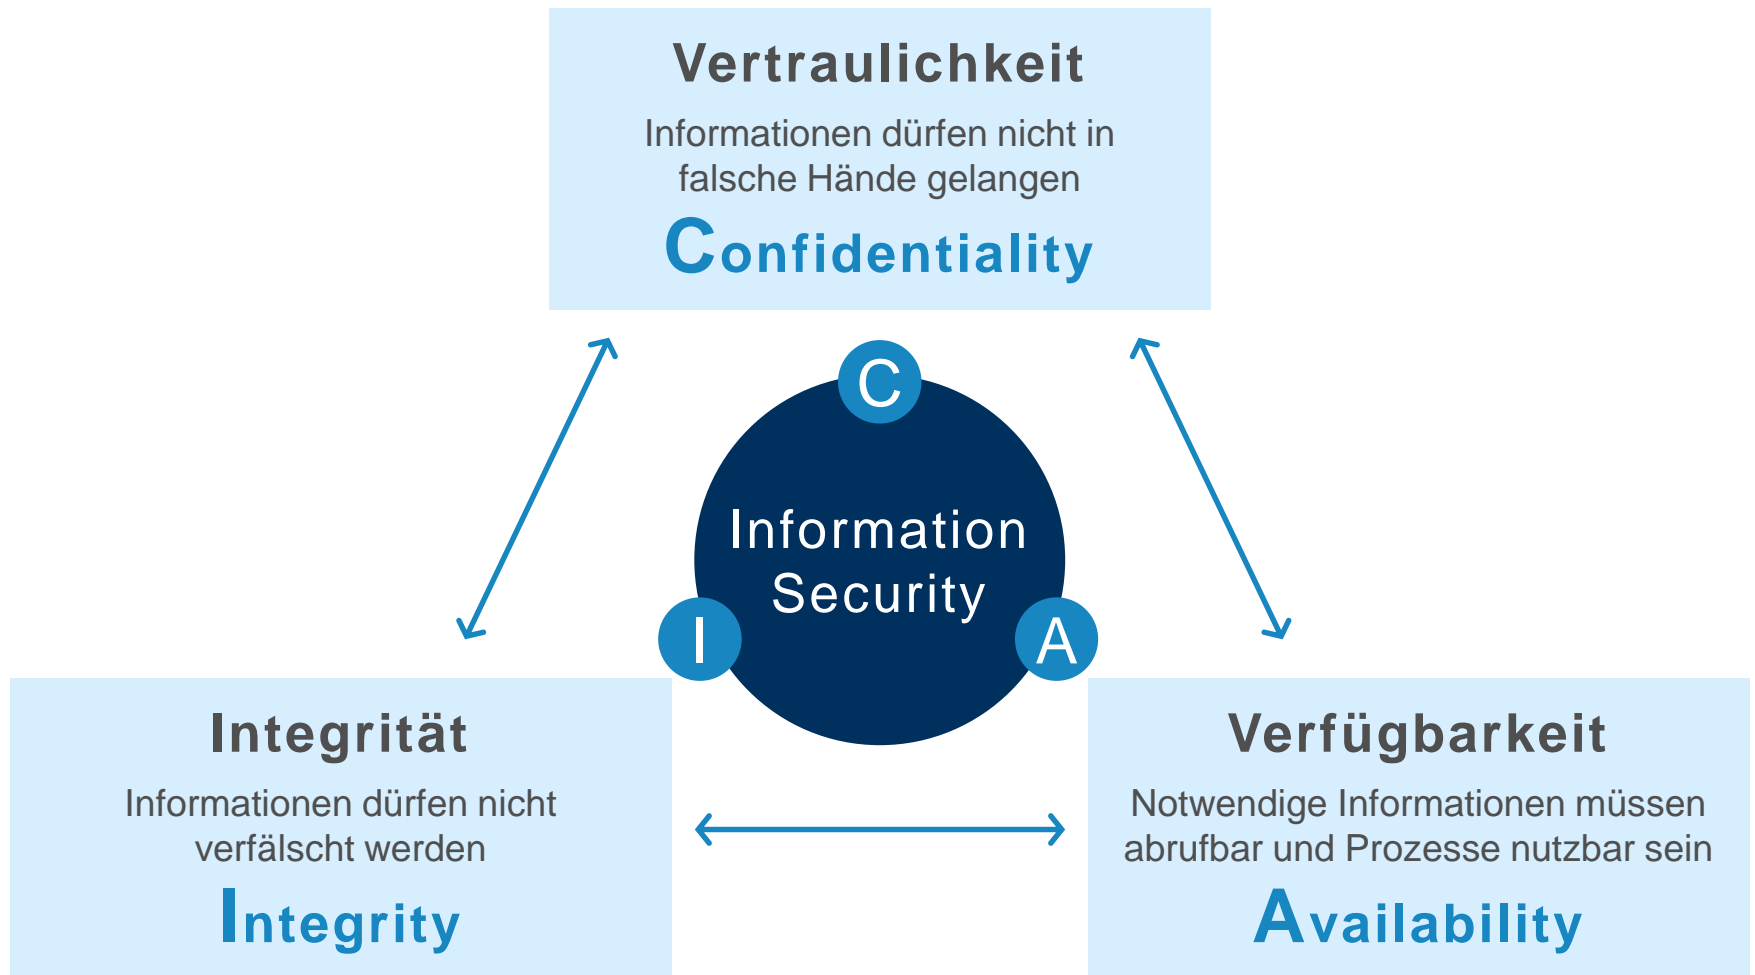 Vertraulichkeit
Informationen dürfen nicht in
falsche Hände gelangen
Confidentiality
C
Information
Security
I
A
Integrität
Informationen dürfen nicht
verfälscht werden
Integrity
Verfügbarkeit
Notwendige Informationen müssen
abrufbar und Prozesse nutzbar sein
Availability